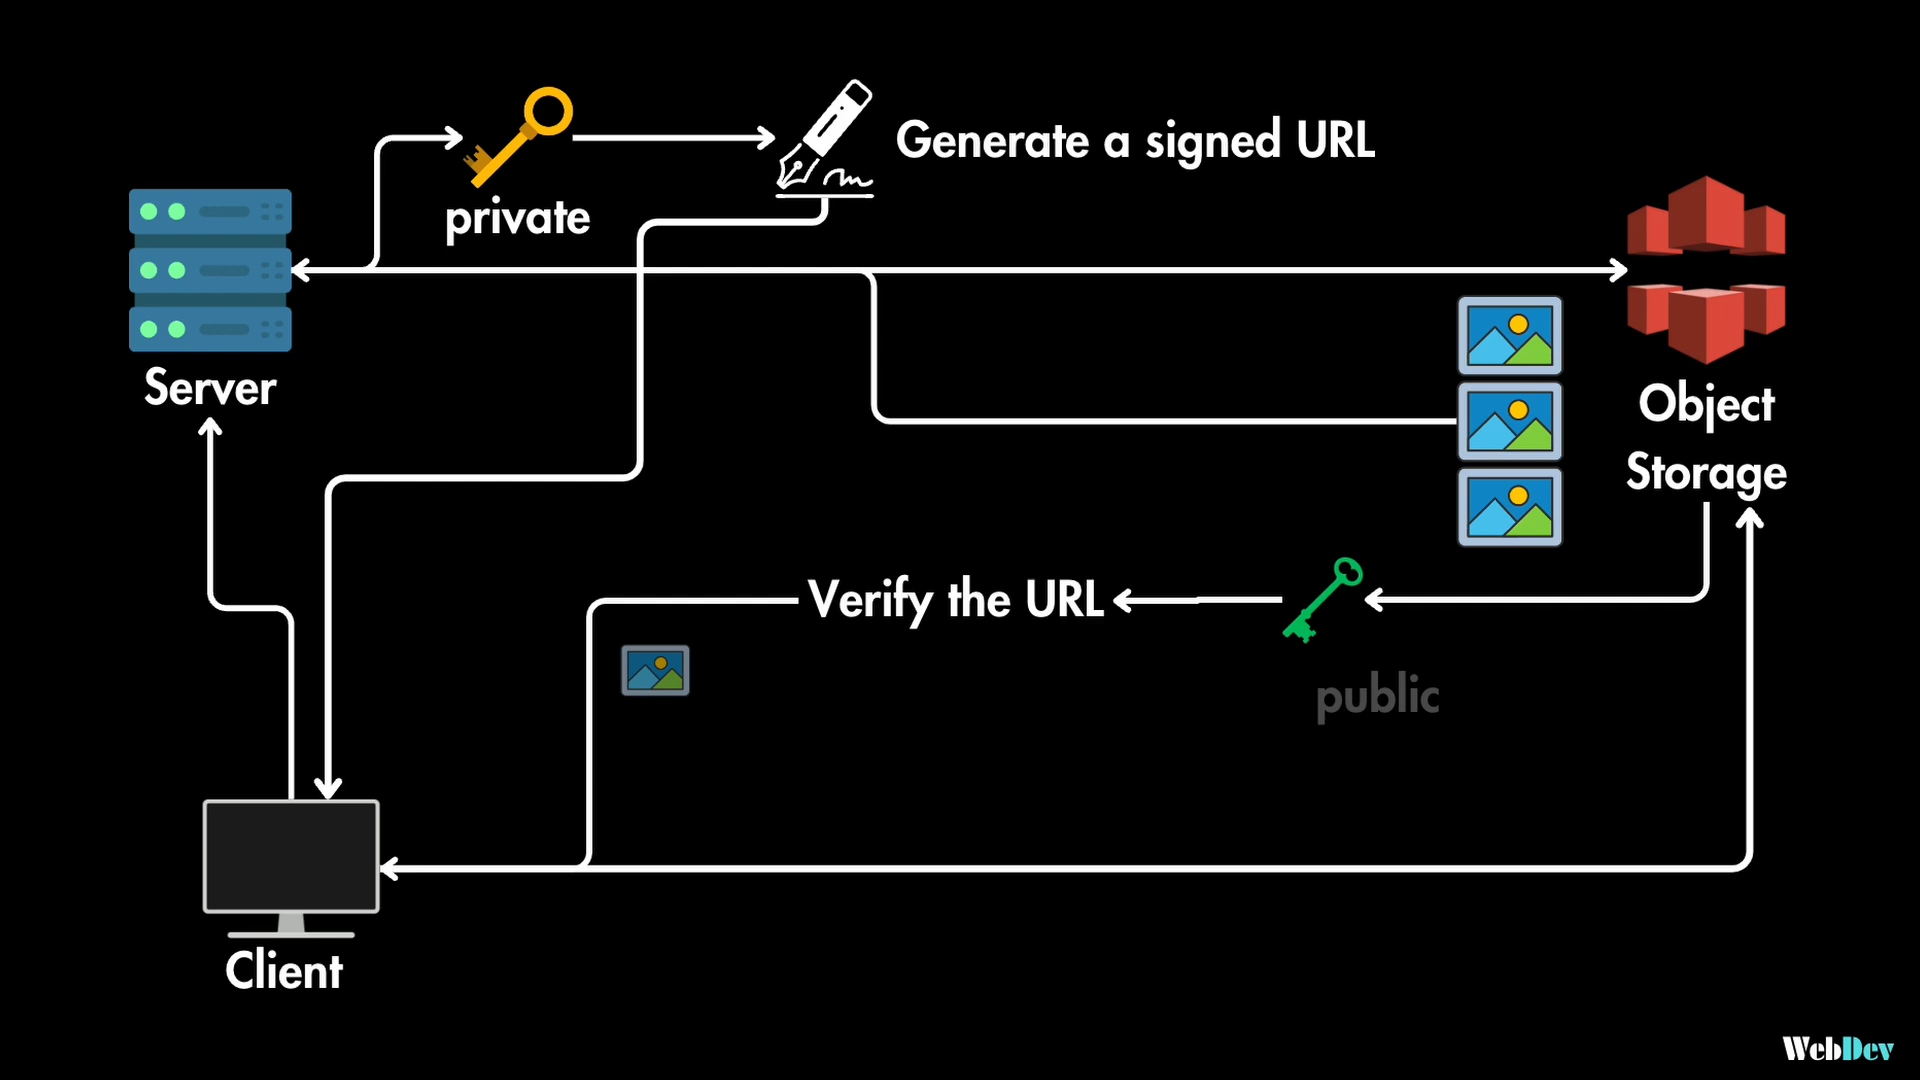 Generate a signed URL
private
Server
Object
Storage
Verify the URL
public
Client
WebDev